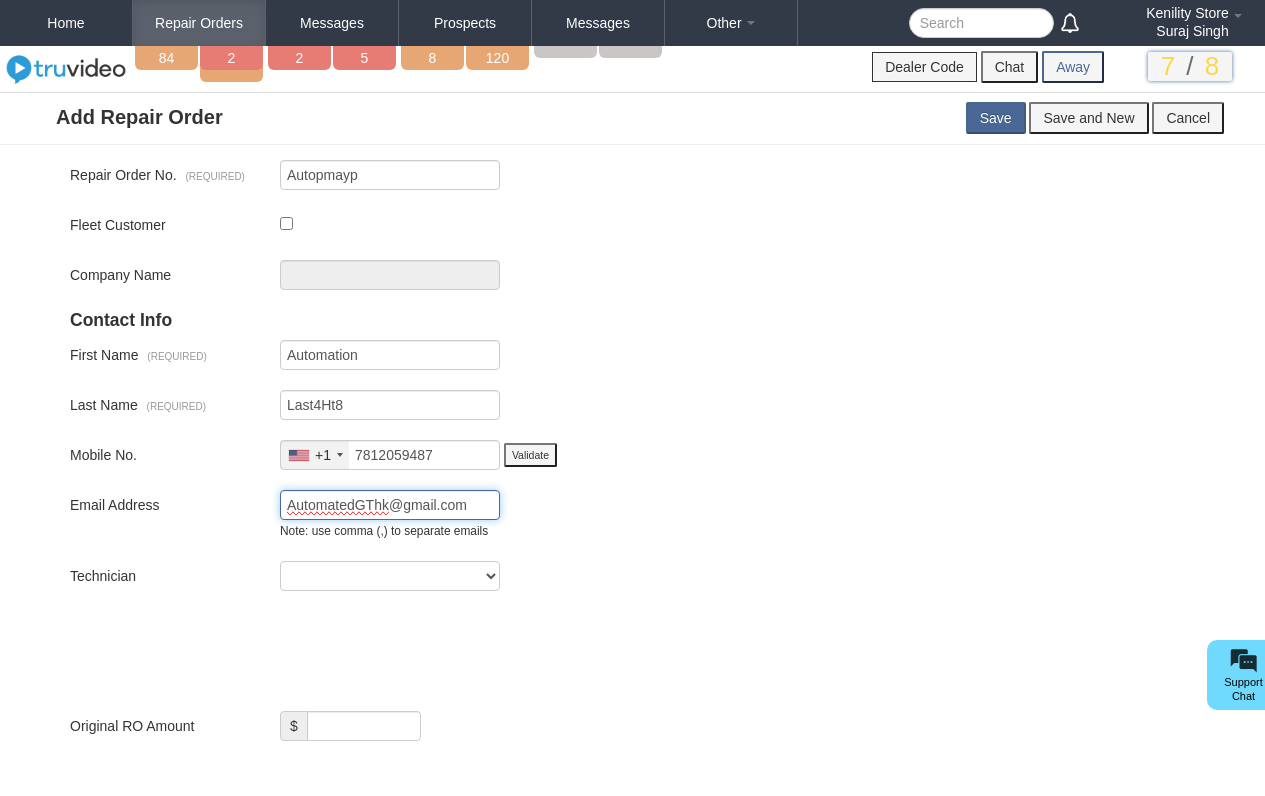 Home Repair Orders Messages Prospects Messages Other Search Kenility Store
Suraj Singh
truvideo 84 2 2 5 8 120 Dealer Code Chat Away 7 / 8
Add Repair Order Save Save and New Cancel
Repair Order No. (REQUIRED) Autopmayp
Fleet Customer
Company Name
Contact Info
First Name (REQUIRED) Automation
Last Name (REQUIRED) Last4Ht8
Mobile No. +1 7812059487 Validate
Email Address AutomatedGThk@gmail.com
Note: use comma (,) to separate emails
Technician
Support
Chat
Original RO Amount $